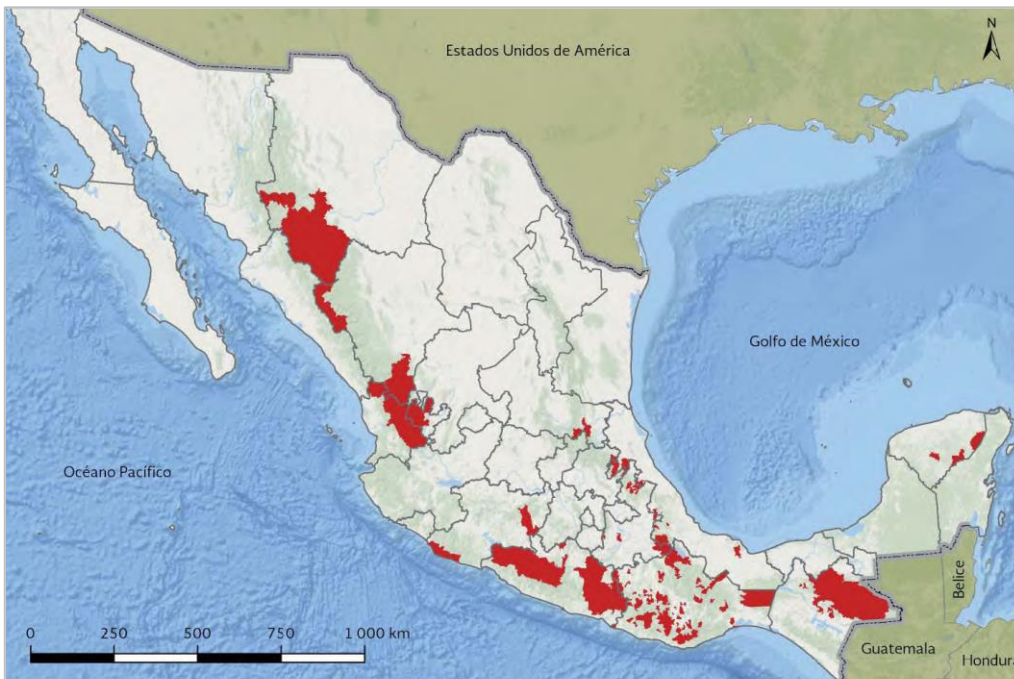 N
Estados Unidos de América
Golfo de México
Océano Pacífico
Belice
Guatemala
Hondur
0 250 500 750 1 000 km